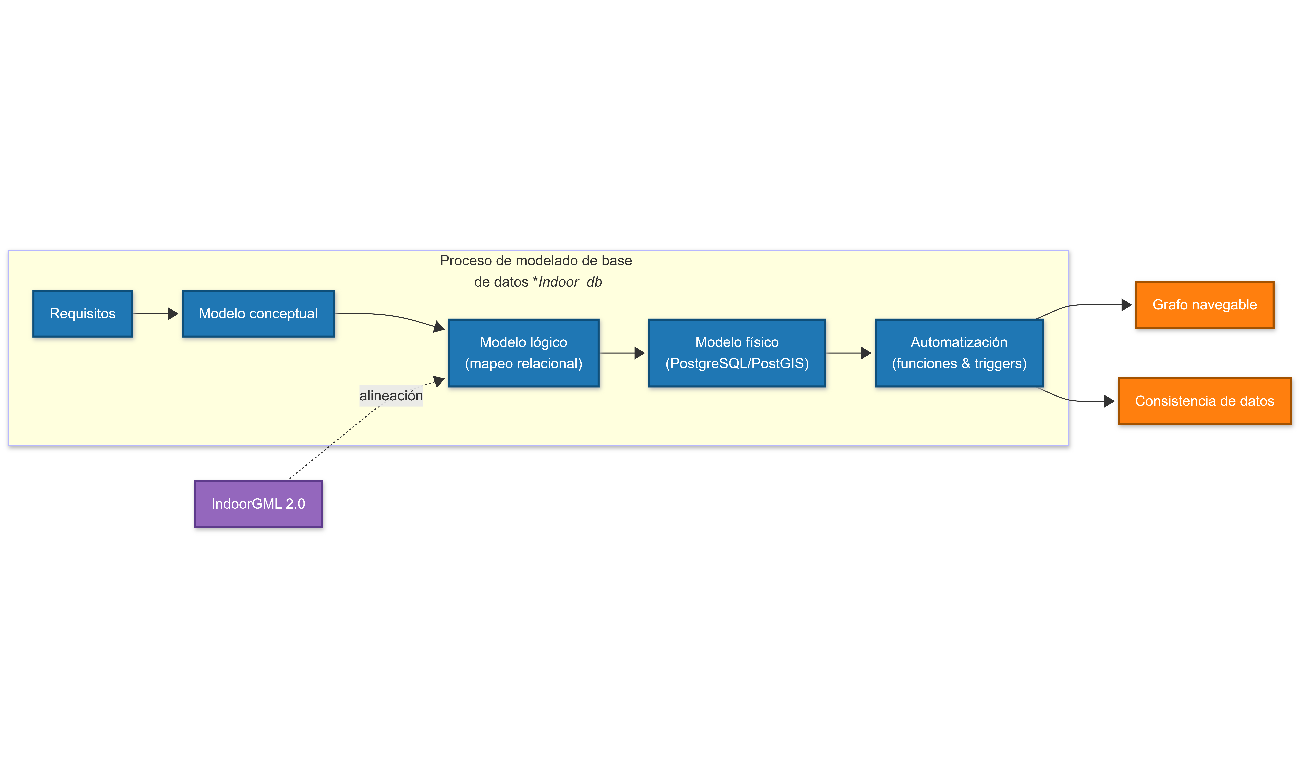 Proceso de modelado de base
de datos *Indoor_db
Requisitos
Modelo conceptual
Modelo lógico
(mapeo relacional)
Modelo físico
(PostgreSQL/PostGIS)
Automatización
(funciones & triggers)
Grafo navegable
Consistencia de datos
alineación
IndoorGML 2.0